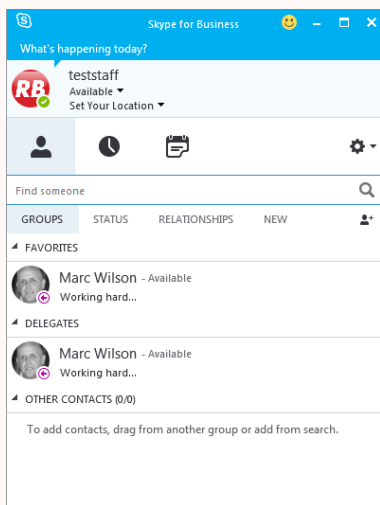 Skype for Business
What's happening today?
RB
teststaff
Available
Set Your Location
Find someone
GROUPS STATUS RELATIONSHIPS NEW
FAVORITES
Marc Wilson - Available
Working hard...
DELEGATES
Marc Wilson - Available
Working hard...
OTHER CONTACTS (0/0)
To add contacts, drag from another group or add from search.